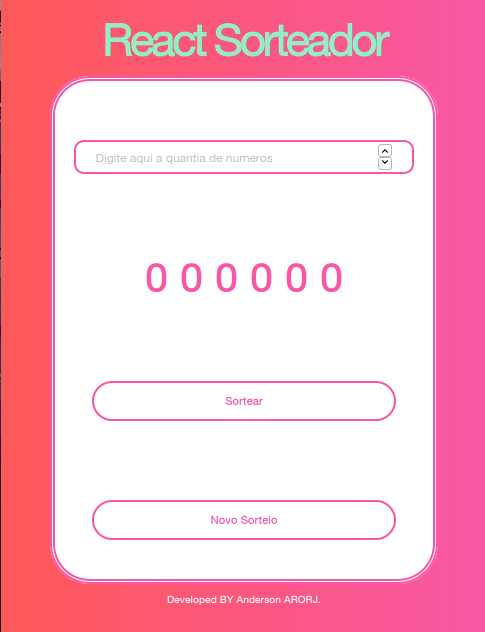 React Sorteador
Digite aqui a quantia de numeros
0 0 0 0 0 0
Sortear
Novo Sorteio
Developed BY Anderson ARORJ.